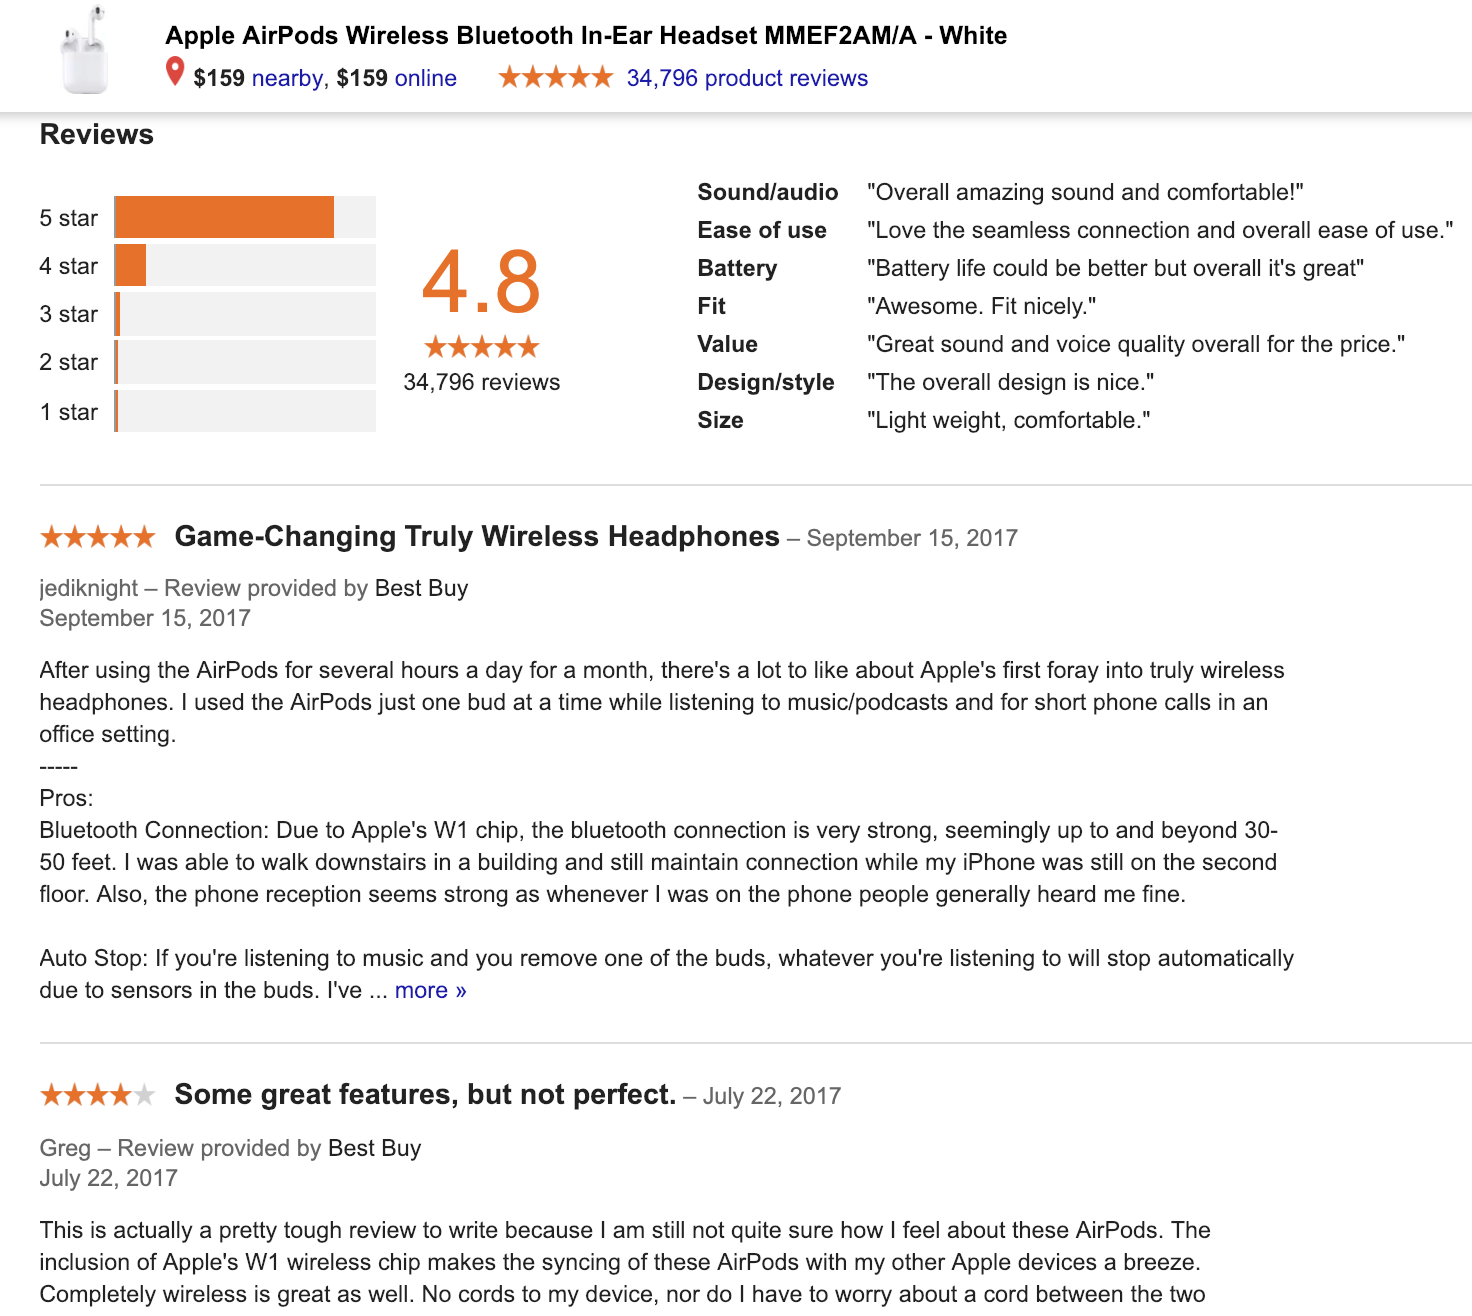 Apple AirPods Wireless Bluetooth In-Ear Headset MMEF2AM/A - White
$159 nearby, $159 online 34,796 product reviews
Reviews
5 star
4 star
3 star
2 star
1 star
4.8
34,796 reviews
Sound/audio "Overall amazing sound and comfortable!"
Ease of use "Love the seamless connection and overall ease of use."
Battery "Battery life could be better but overall it's great"
Fit "Awesome. Fit nicely."
Value "Great sound and voice quality overall for the price."
Design/style "The overall design is nice."
Size "Light weight, comfortable."
Game-Changing Truly Wireless Headphones – September 15, 2017
jediknight – Review provided by Best Buy
September 15, 2017
After using the AirPods for several hours a day for a month, there's a lot to like about Apple's first foray into truly wireless
headphones. I used the AirPods just one bud at a time while listening to music/podcasts and for short phone calls in an
office setting.
-----
Pros:
Bluetooth Connection: Due to Apple's W1 chip, the bluetooth connection is very strong, seemingly up to and beyond 30-
50 feet. I was able to walk downstairs in a building and still maintain connection while my iPhone was still on the second
floor. Also, the phone reception seems strong as whenever I was on the phone people generally heard me fine.
Auto Stop: If you're listening to music and you remove one of the buds, whatever you're listening to will stop automatically
due to sensors in the buds. I've ... more »
Some great features, but not perfect. – July 22, 2017
Greg – Review provided by Best Buy
July 22, 2017
This is actually a pretty tough review to write because I am still not quite sure how I feel about these AirPods. The
inclusion of Apple's W1 wireless chip makes the syncing of these AirPods with my other Apple devices a breeze.
Completely wireless is great as well. No cords to my device, nor do I have to worry about a cord between the two